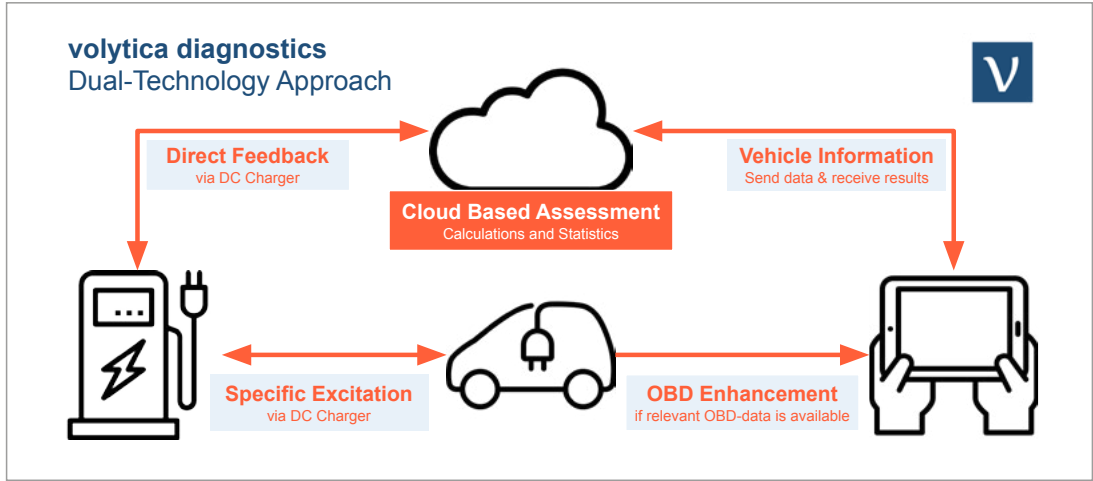 volytica diagnostics
Dual-Technology Approach
ν
Direct Feedback
via DC Charger
Vehicle Information
Send data & receive results
Cloud Based Assessment
Calculations and Statistics
...
Specific Excitation
via DC Charger
OBD Enhancement
if relevant OBD-data is available